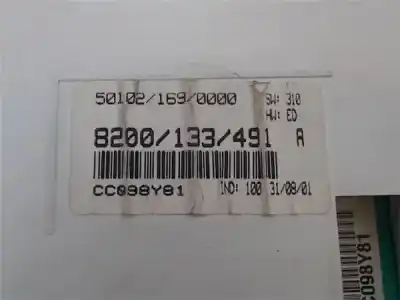 50102/169/0000 SW: 310
HW: ED
8200/133/491 A
CC098Y81 IND: 100 31/08/01
C098Y81